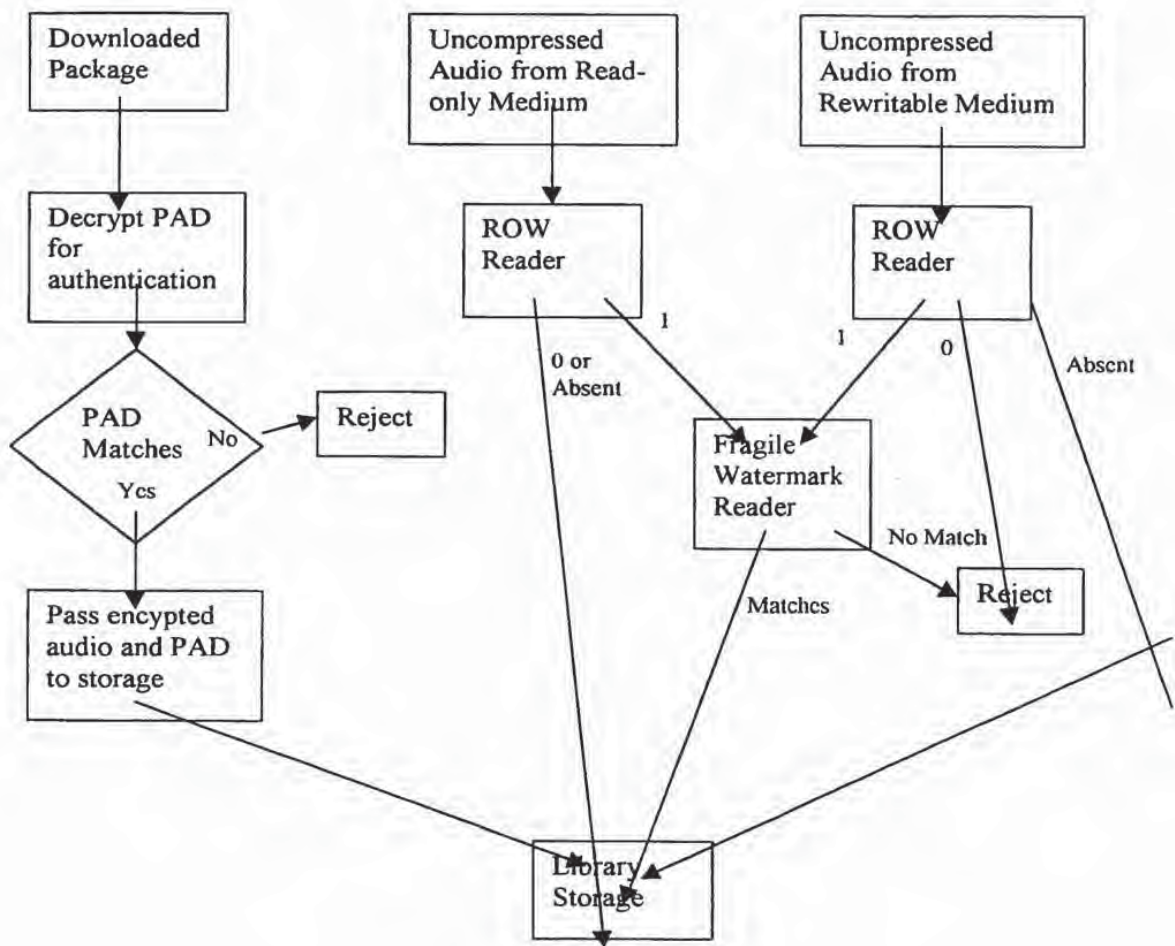 Downloaded
Package
Uncompressed
Audio from Read-
only Medium
Uncompressed
Audio from
Rewritable Medium
Decrypt PAD
for
authentication
ROW
Reader
ROW
Reader
1
1
0
0 or
Absent
Absent
PAD
Matches
No
Yes
Reject
Fragile
Watermark
Reader
No Match
Matches
Reject
Pass encypted
audio and PAD
to storage
Library
Storage